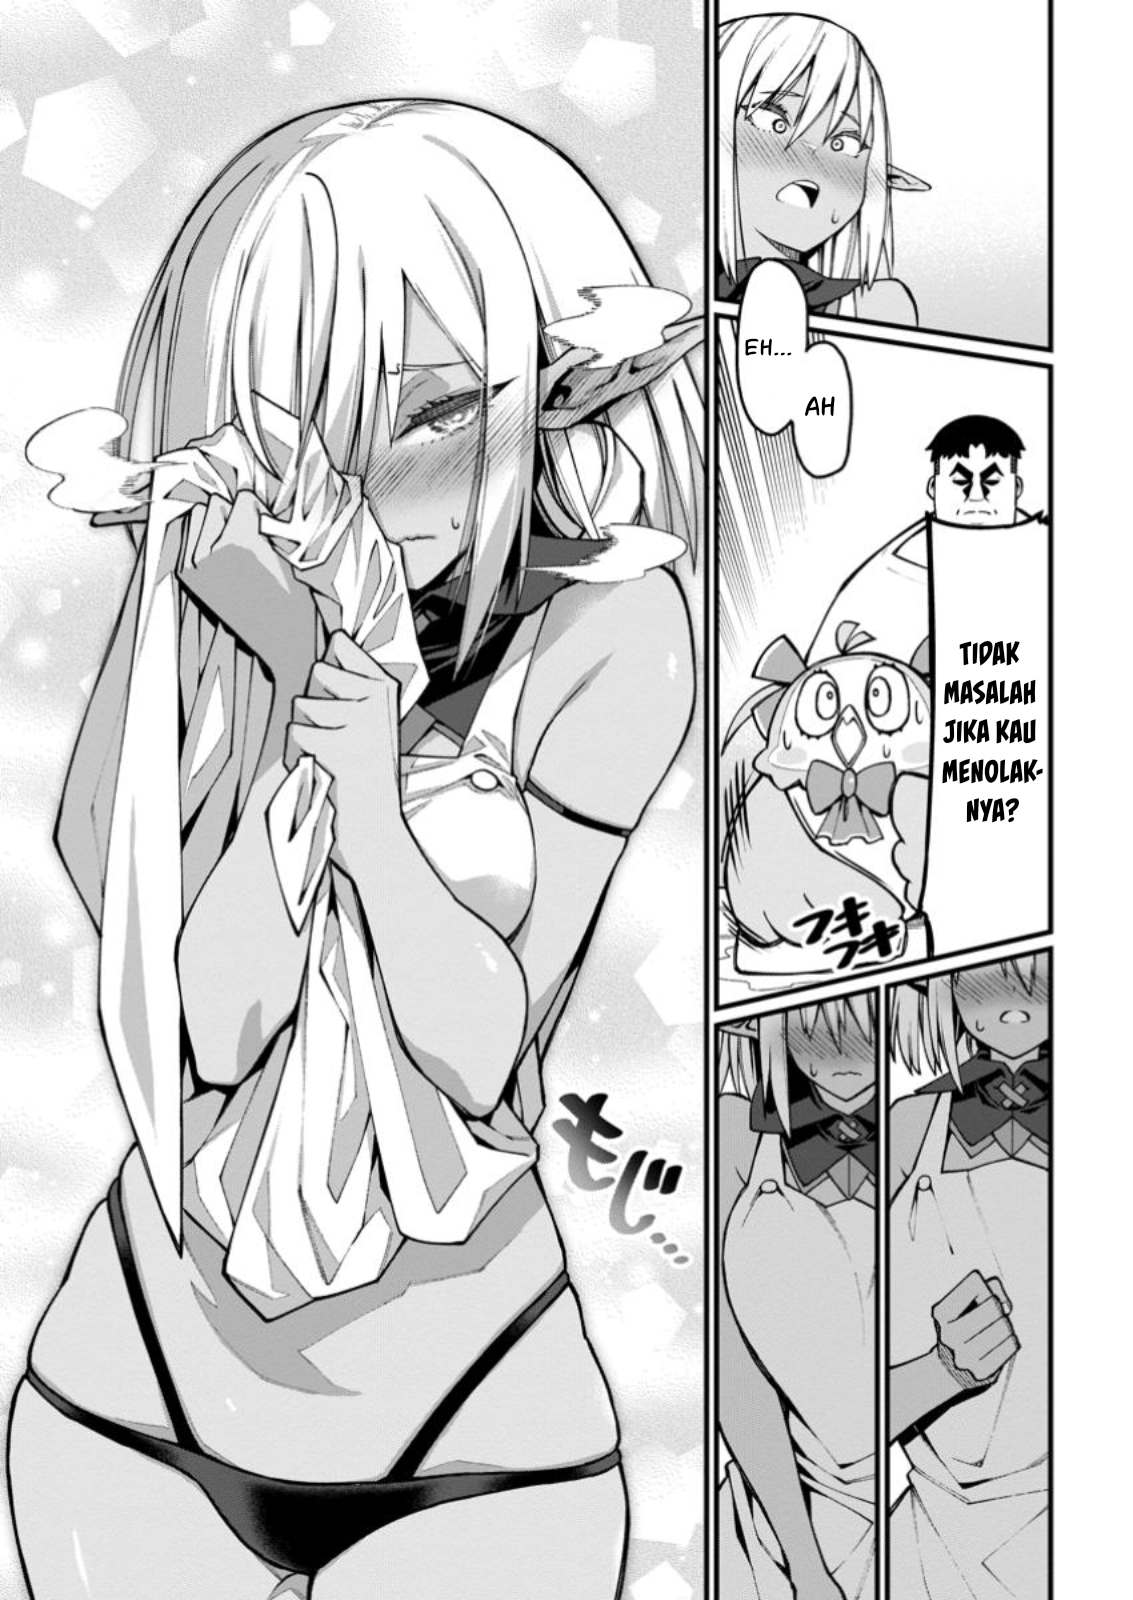 EH...
AH
TIDAK
MASALAH
JIKA KAU
MENOLAK-
NYA?
フキ
フキ
もじ...